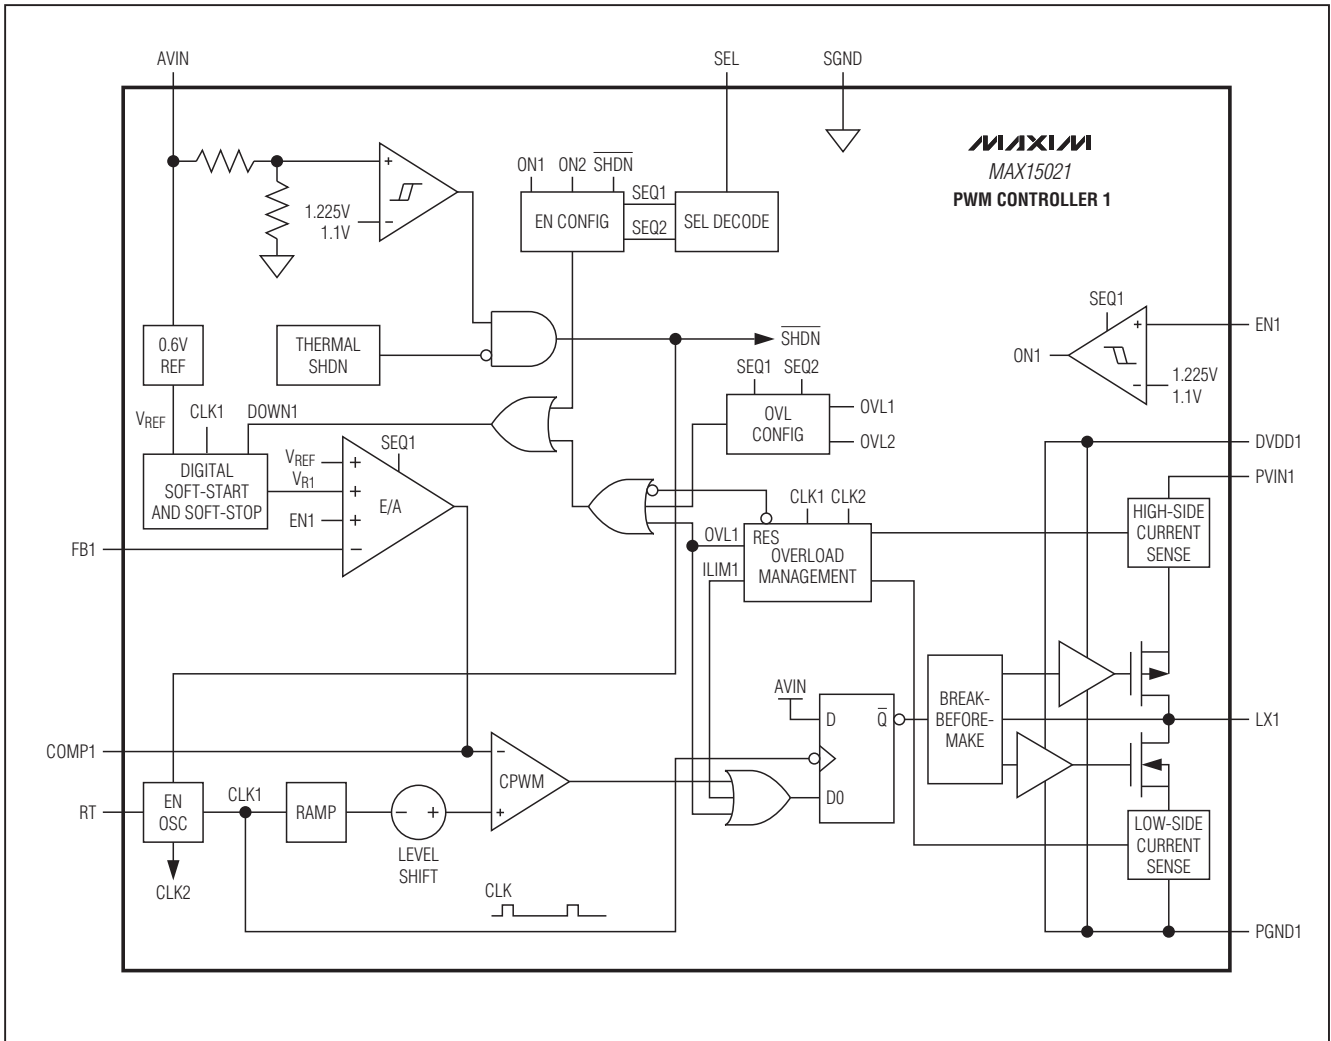 AVIN
SEL
SGND
MAXIM
MAX15021
PWM CONTROLLER 1
ON1 ON2 S̅H̅D̅N̅
EN CONFIG
SEQ1
SEQ2
SEL DECODE
+
1.225V
1.1V
−
0.6V
REF
THERMAL
SHDN
S̅H̅D̅N̅
SEQ1
+
EN1
ON1
−
1.225V
1.1V
SEQ1 SEQ2
OVL
CONFIG
OVL1
OVL2
VREF
CLK1
DOWN1
DIGITAL
SOFT-START
AND SOFT-STOP
SEQ1
VREF
+
VR1
+
E/A
EN1
+
−
FB1
DVDD1
PVIN1
HIGH-SIDE
CURRENT
SENSE
CLK1 CLK2
OVL1
RES
OVERLOAD
MANAGEMENT
ILIM1
AVIN
D
Q̅
D0
BREAK-
BEFORE-
MAKE
LX1
COMP1
−
CPWM
+
RT
EN
OSC
CLK1
RAMP
− +
LEVEL
SHIFT
CLK2
CLK
LOW-SIDE
CURRENT
SENSE
PGND1